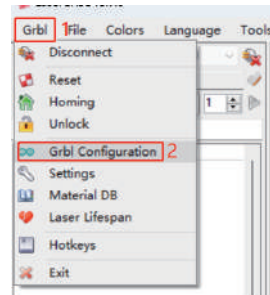 Grbl 1 File Colors Language Tools
Disconnect
Reset
Homing
1
Unlock
Grbl Configuration 2
Settings
Material DB
Laser Lifespan
Hotkeys
Exit